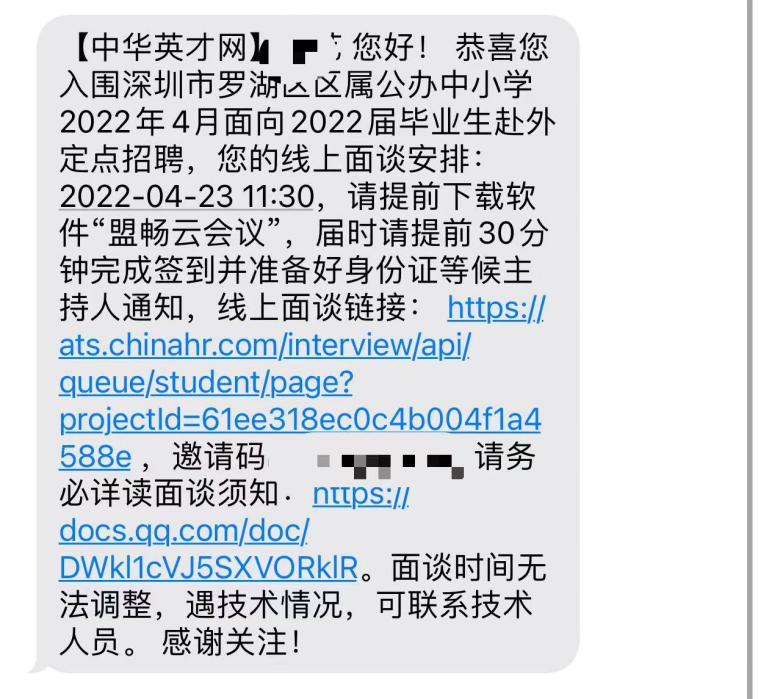 【中华英才网】 您好！ 恭喜您
入围深圳市罗湖区区属公办中小学
2022年4月面向2022届毕业生赴外
定点招聘，您的线上面谈安排：
2022-04-23 11:30，请提前下载软
件“盟畅云会议”，届时请提前30分
钟完成签到并准备好身份证等候主
持人通知，线上面谈链接： https://
ats.chinahr.com/interview/api/
queue/student/page?
projectId=61ee318ec0c4b004f1a4
588e ，邀请码 请务
必详读面谈须知． https://
docs.qq.com/doc/
DWkl1cVJ5SXVORklR。面谈时间无
法调整，遇技术情况，可联系技术
人员。 感谢关注！